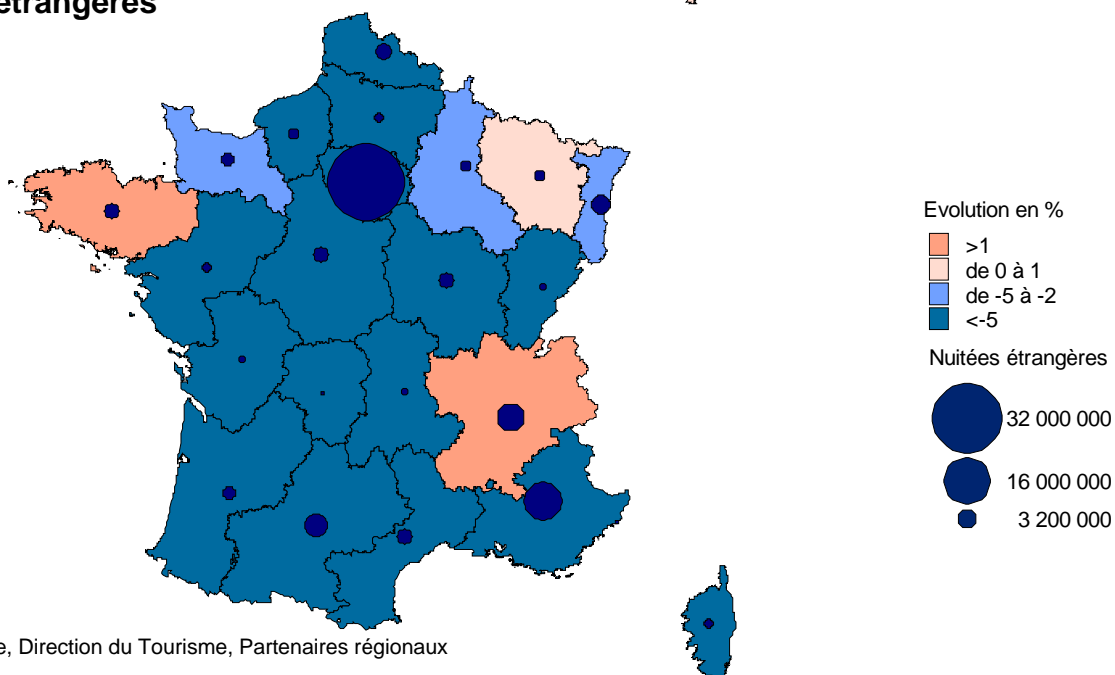 étrangères
Evolution en %
>1
de 0 à 1
de -5 à -2
<-5
Nuitées étrangères
32 000 000
16 000 000
3 200 000
, Direction du Tourisme, Partenaires régionaux